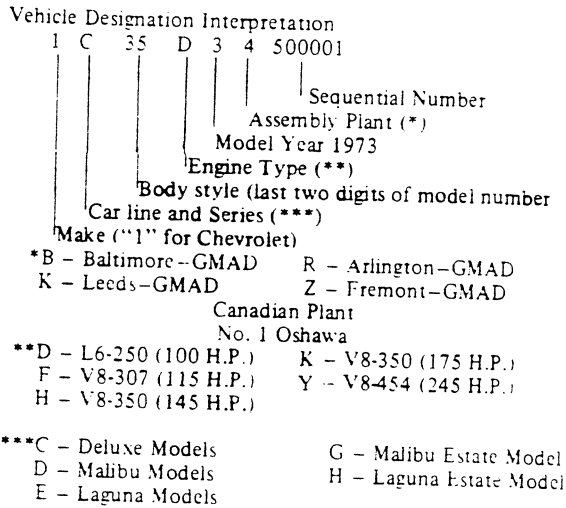 Vehicle Designation Interpretation
1 C 35 D 3 4 500001
Sequential Number
Assembly Plant (*)
Model Year 1973
Engine Type (**)
Body style (last two digits of model number
Car line and Series (***)
Make ("1" for Chevrolet)
*B – Baltimore–GMAD R – Arlington–GMAD
K – Leeds–GMAD Z – Fremont–GMAD
Canadian Plant
No. 1 Oshawa
**D – L6-250 (100 H.P.) K – V8-350 (175 H.P.)
F – V8-307 (115 H.P.) Y – V8-454 (245 H.P.)
H – V8-350 (145 H.P.)
***C – Deluxe Models G – Malibu Estate Model
D – Malibu Models H – Laguna Estate Model
E – Laguna Models